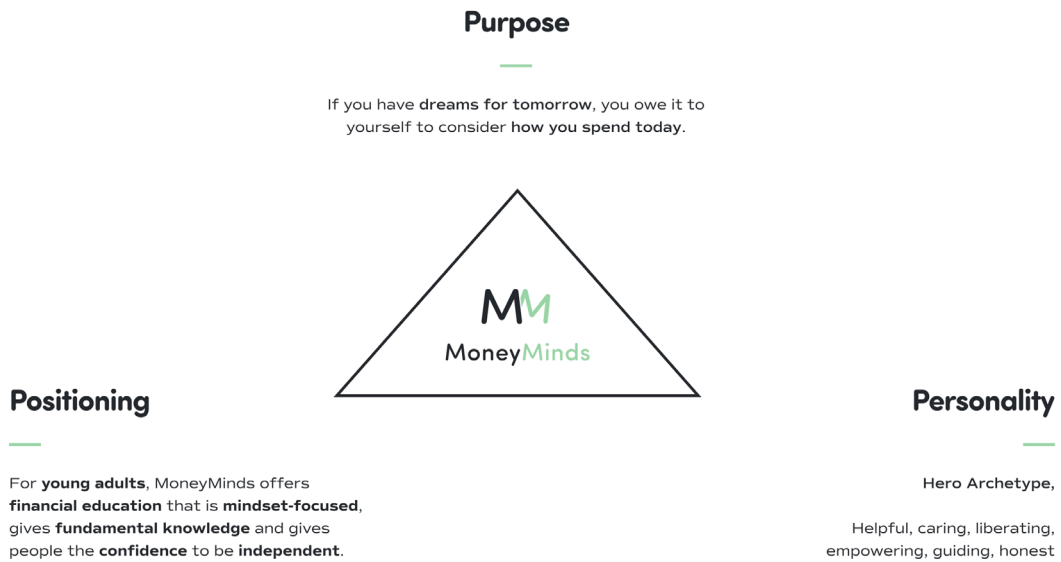 Purpose
If you have dreams for tomorrow, you owe it to
yourself to consider how you spend today.
MM
MoneyMinds
Positioning
For young adults, MoneyMinds offers
financial education that is mindset-focused,
gives fundamental knowledge and gives
people the confidence to be independent.
Personality
Hero Archetype,
Helpful, caring, liberating,
empowering, guiding, honest